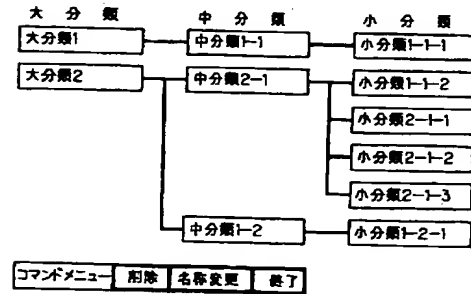 大分類 中分類 小分類
大分類1 中分類1-1 小分類1-1-1
大分類2 中分類2-1 小分類1-1-2
小分類2-1-1
小分類2-1-2
小分類2-1-3
中分類1-2 小分類1-2-1
コマンドメニュー 削除 名称変更 終了